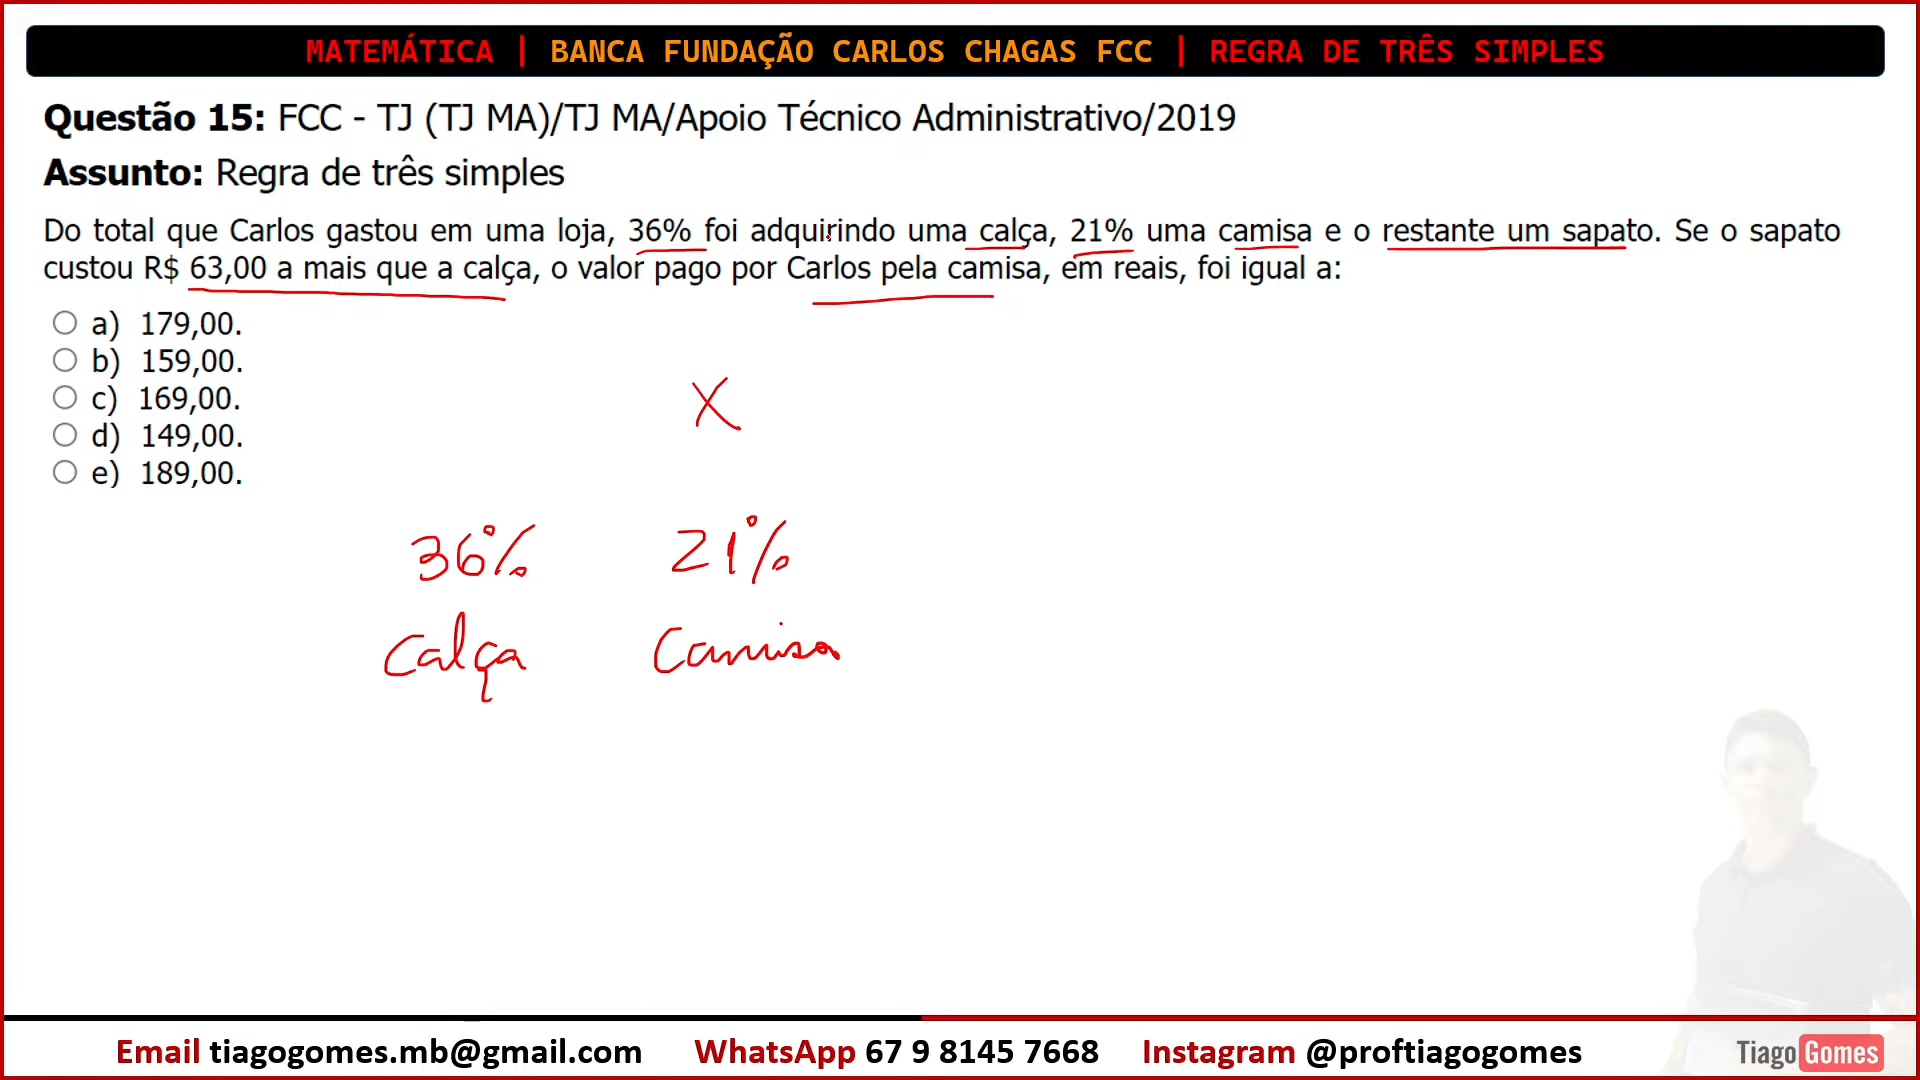 MATEMÁTICA | BANCA FUNDAÇÃO CARLOS CHAGAS FCC | REGRA DE TRÊS SIMPLES
Questão 15: FCC - TJ (TJ MA)/TJ MA/Apoio Técnico Administrativo/2019
Assunto: Regra de três simples
Do total que Carlos gastou em uma loja, 36% foi adquirindo uma calça, 21% uma camisa e o restante um sapato. Se o sapato
custou R$ 63,00 a mais que a calça, o valor pago por Carlos pela camisa, em reais, foi igual a:
a) 179,00.
b) 159,00.
c) 169,00.
d) 149,00.
e) 189,00.
X
36% 21%
Calça Camisa
Email tiagogomes.mb@gmail.com WhatsApp 67 9 8145 7668 Instagram @proftiagogomes Tiago Gomes